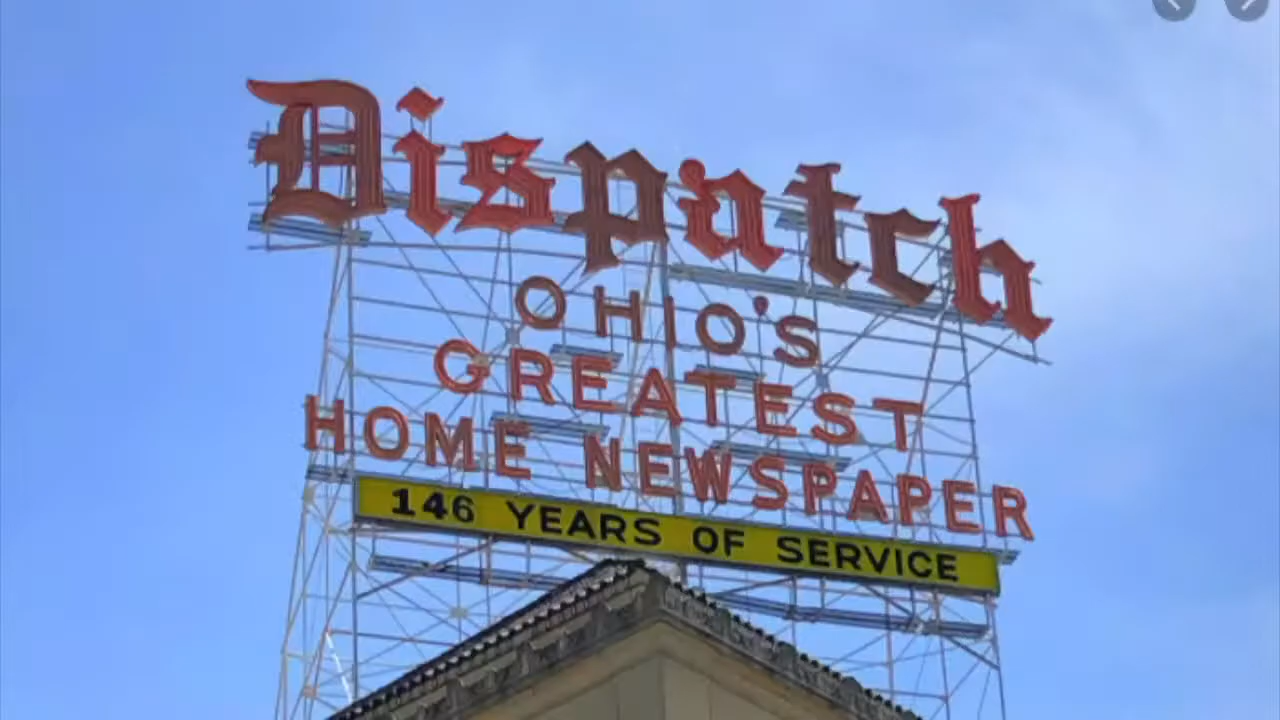 Dispatch
OHIO'S
GREATEST
HOME NEWSPAPER
146 YEARS OF SERVICE